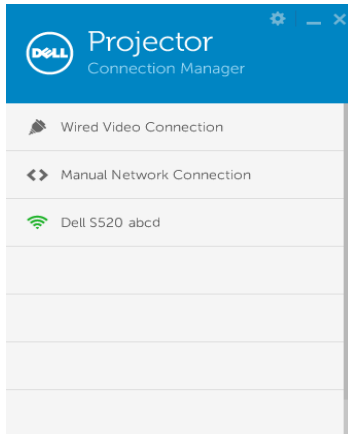 DELL
Projector
Connection Manager
Wired Video Connection
Manual Network Connection
Dell S520 abcd